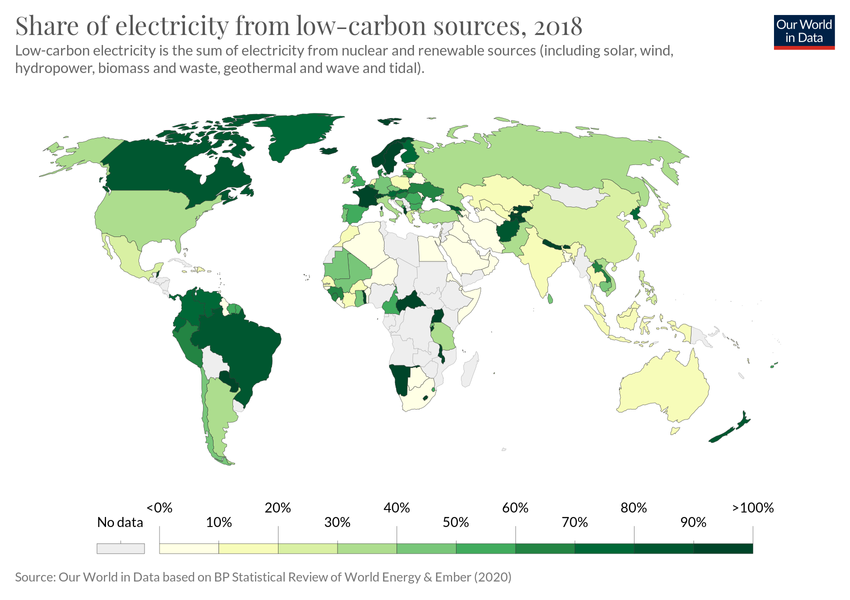 Share of electricity from low-carbon sources, 2018
Our World
in Data
Low-carbon electricity is the sum of electricity from nuclear and renewable sources (including solar, wind,
hydropower, biomass and waste, geothermal and wave and tidal).
<0% 20% 40% 60% 80% >100%
No data 10% 30% 50% 70% 90%
Source: Our World in Data based on BP Statistical Review of World Energy & Ember (2020)